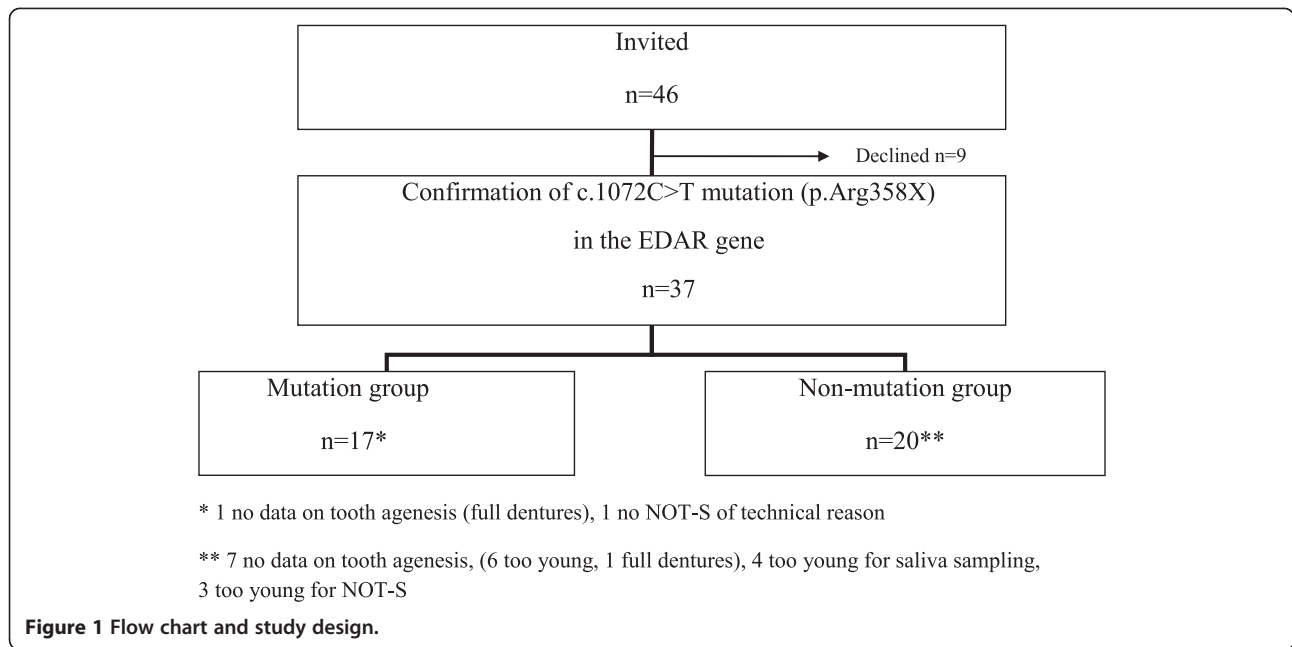 Invited
n=46
Declined n=9
Confirmation of c.1072C>T mutation (p.Arg358X)
in the EDAR gene
n=37
Mutation group
n=17*
Non-mutation group
n=20**
* 1 no data on tooth agenesis (full dentures), 1 no NOT-S of technical reason
** 7 no data on tooth agenesis, (6 too young, 1 full dentures), 4 too young for saliva sampling,
3 too young for NOT-S
Figure 1 Flow chart and study design.